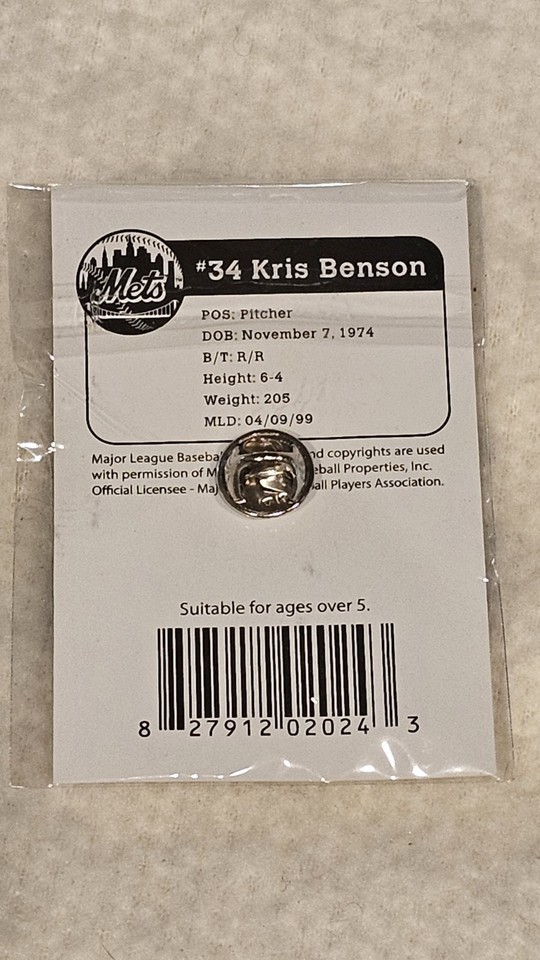 Mets
#34 Kris Benson
POS: Pitcher
DOB: November 7, 1974
B/T: R/R
Height: 6-4
Weight: 205
MLD: 04/09/99
Major League and copyrights are used
with permission of Properties, Inc.
Official Licensee - Players Association.
Suitable for ages over 5.
8 27912 02024 3